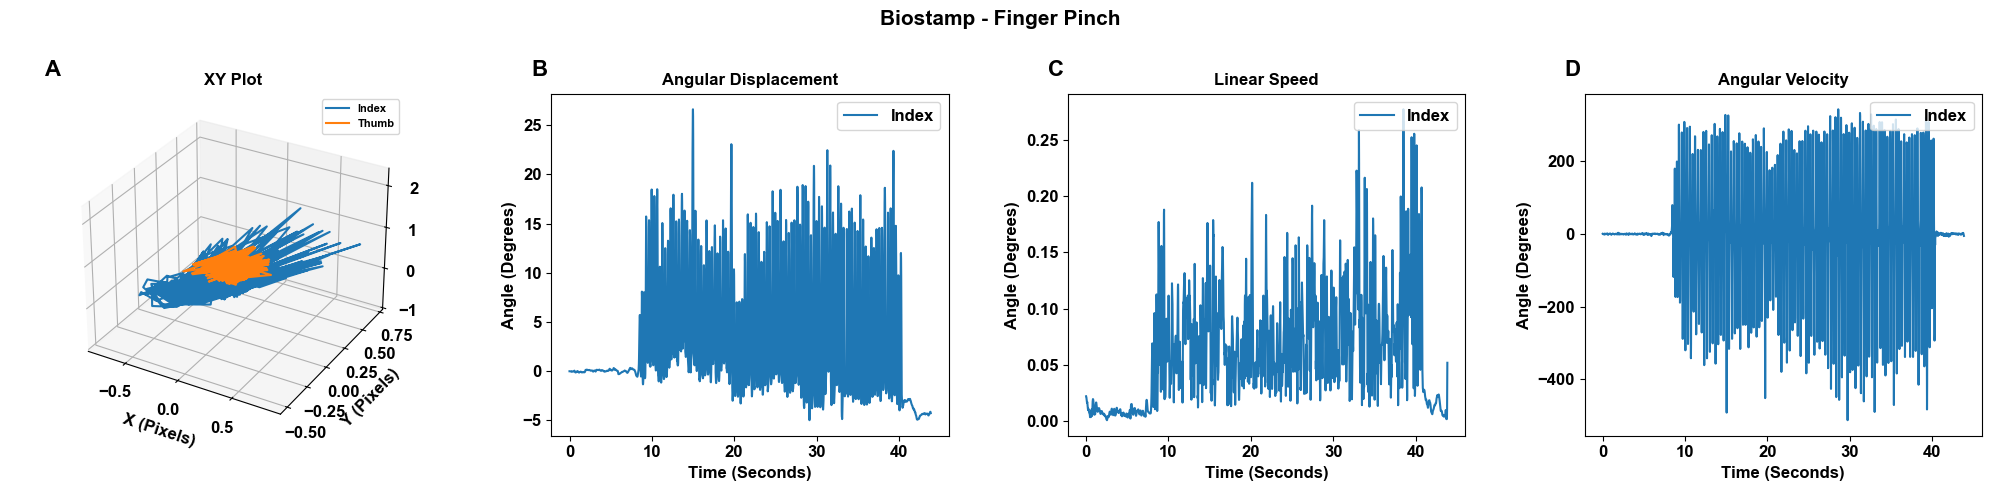 Biostamp - Finger Pinch
A
XY Plot
Index
Thumb
2
1
0
−1
0.75
0.50
0.25
0.00
−0.25
−0.50
Y (Pixels)
−0.5
0.0
0.5
X (Pixels)
B
Angular Displacement
Index
Angle (Degrees)
25
20
15
10
5
0
−5
0 10 20 30 40
Time (Seconds)
C
Linear Speed
Index
Angle (Degrees)
0.25
0.20
0.15
0.10
0.05
0.00
0 10 20 30 40
Time (Seconds)
D
Angular Velocity
Index
Angle (Degrees)
200
0
−200
−400
0 10 20 30 40
Time (Seconds)